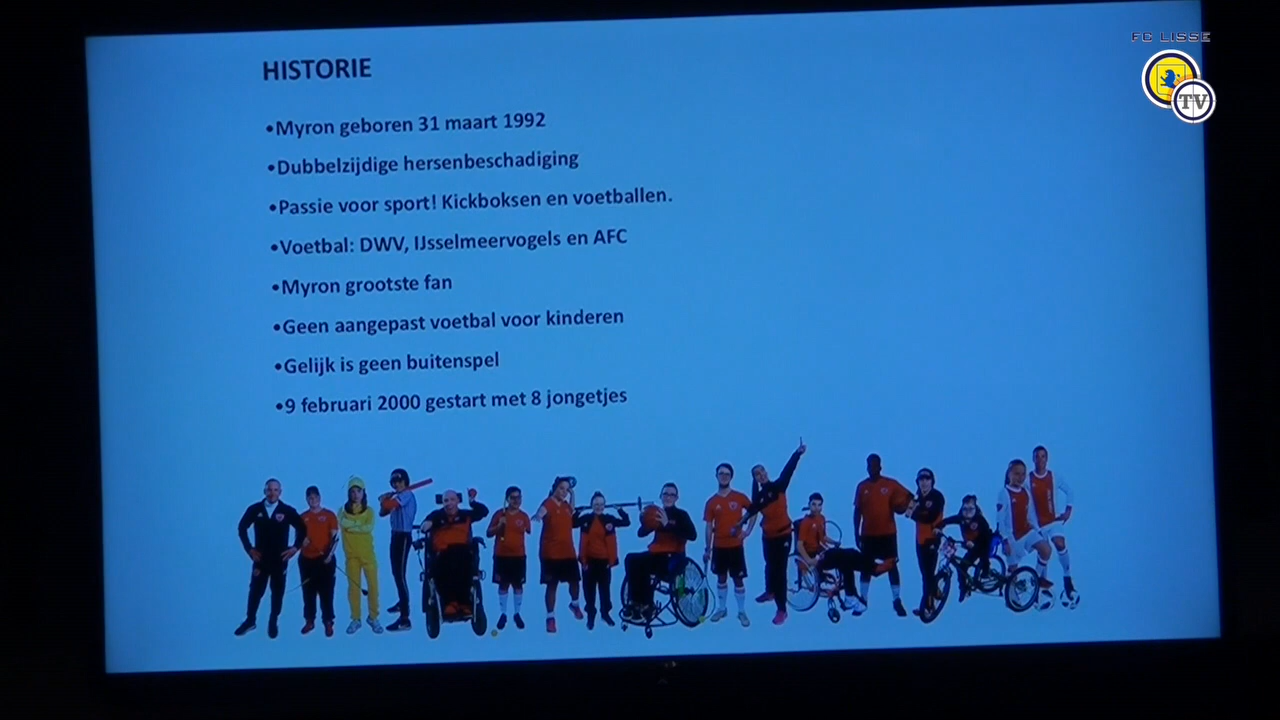 FC LISSE
TV
HISTORIE
•Myron geboren 31 maart 1992
•Dubbelzijdige hersenbeschadiging
•Passie voor sport! Kickboksen en voetballen.
•Voetbal: DWV, IJsselmeervogels en AFC
•Myron grootste fan
•Geen aangepast voetbal voor kinderen
•Gelijk is geen buitenspel
•9 februari 2000 gestart met 8 jongetjes